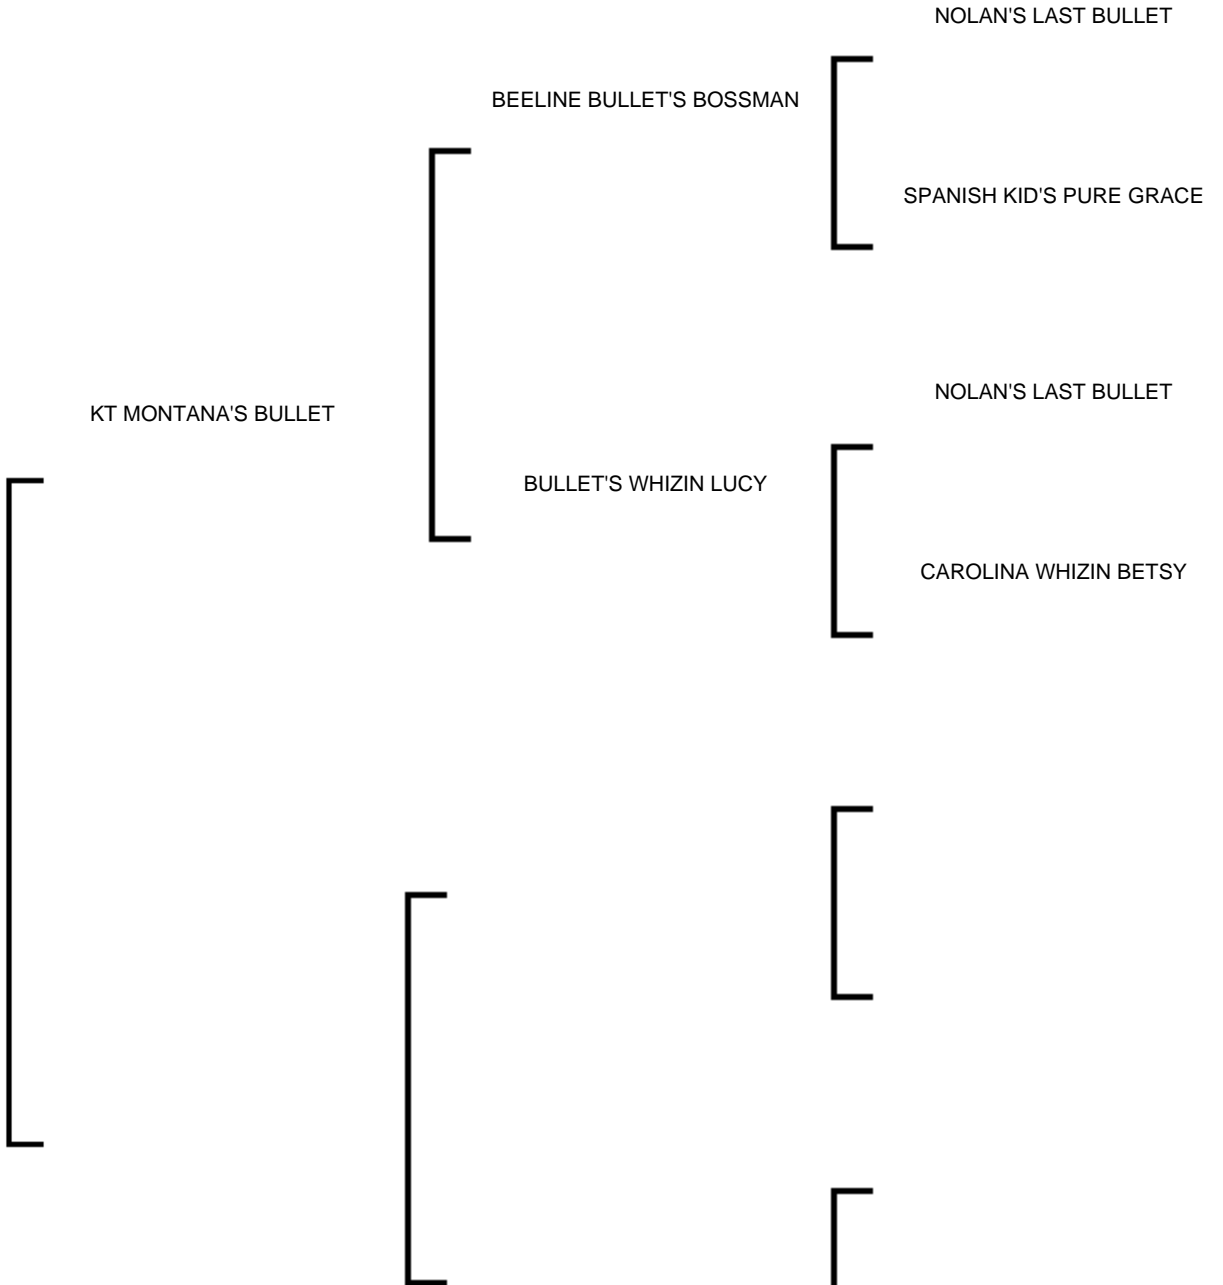 NOLAN'S LAST BULLET
BEELINE BULLET'S BOSSMAN
SPANISH KID'S PURE GRACE
NOLAN'S LAST BULLET
KT MONTANA'S BULLET
BULLET'S WHIZIN LUCY
CAROLINA WHIZIN BETSY